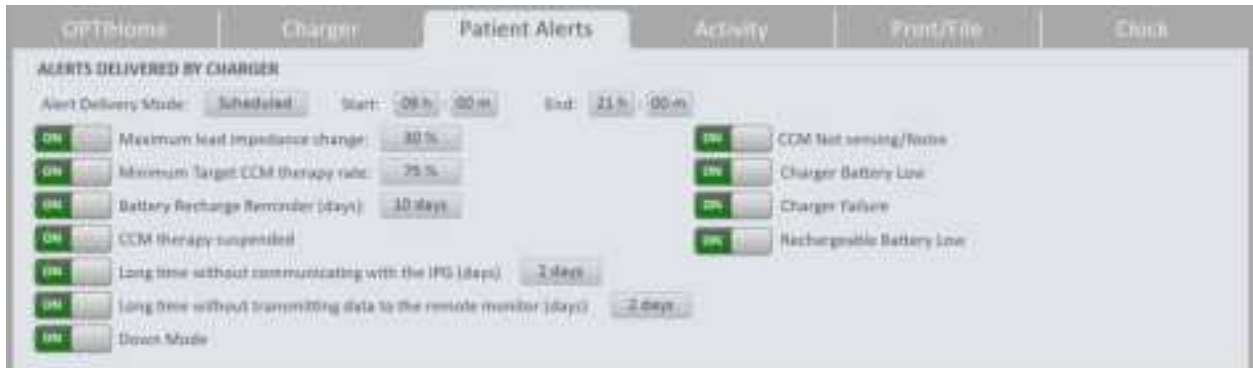 OPTIHome Charger Patient Alerts Activity Print/File Clock
ALERTS DELIVERED BY CHARGER
Alert Delivery Mode: Scheduled Start: 09 h : 00 m End: 21 h : 00 m
ON Maximum lead impedance change: 30 % ON CCM Not sensing/Noise
ON Minimum Target CCM therapy rate: 75 % ON Charger Battery Low
ON Battery Recharge Reminder (days): 10 days ON Charger Failure
ON CCM therapy suspended ON Rechargeable Battery Low
ON Long time without communicating with the IPG (days) 2 days
ON Long time without transmitting data to the remote monitor (days) 2 days
ON Down Mode